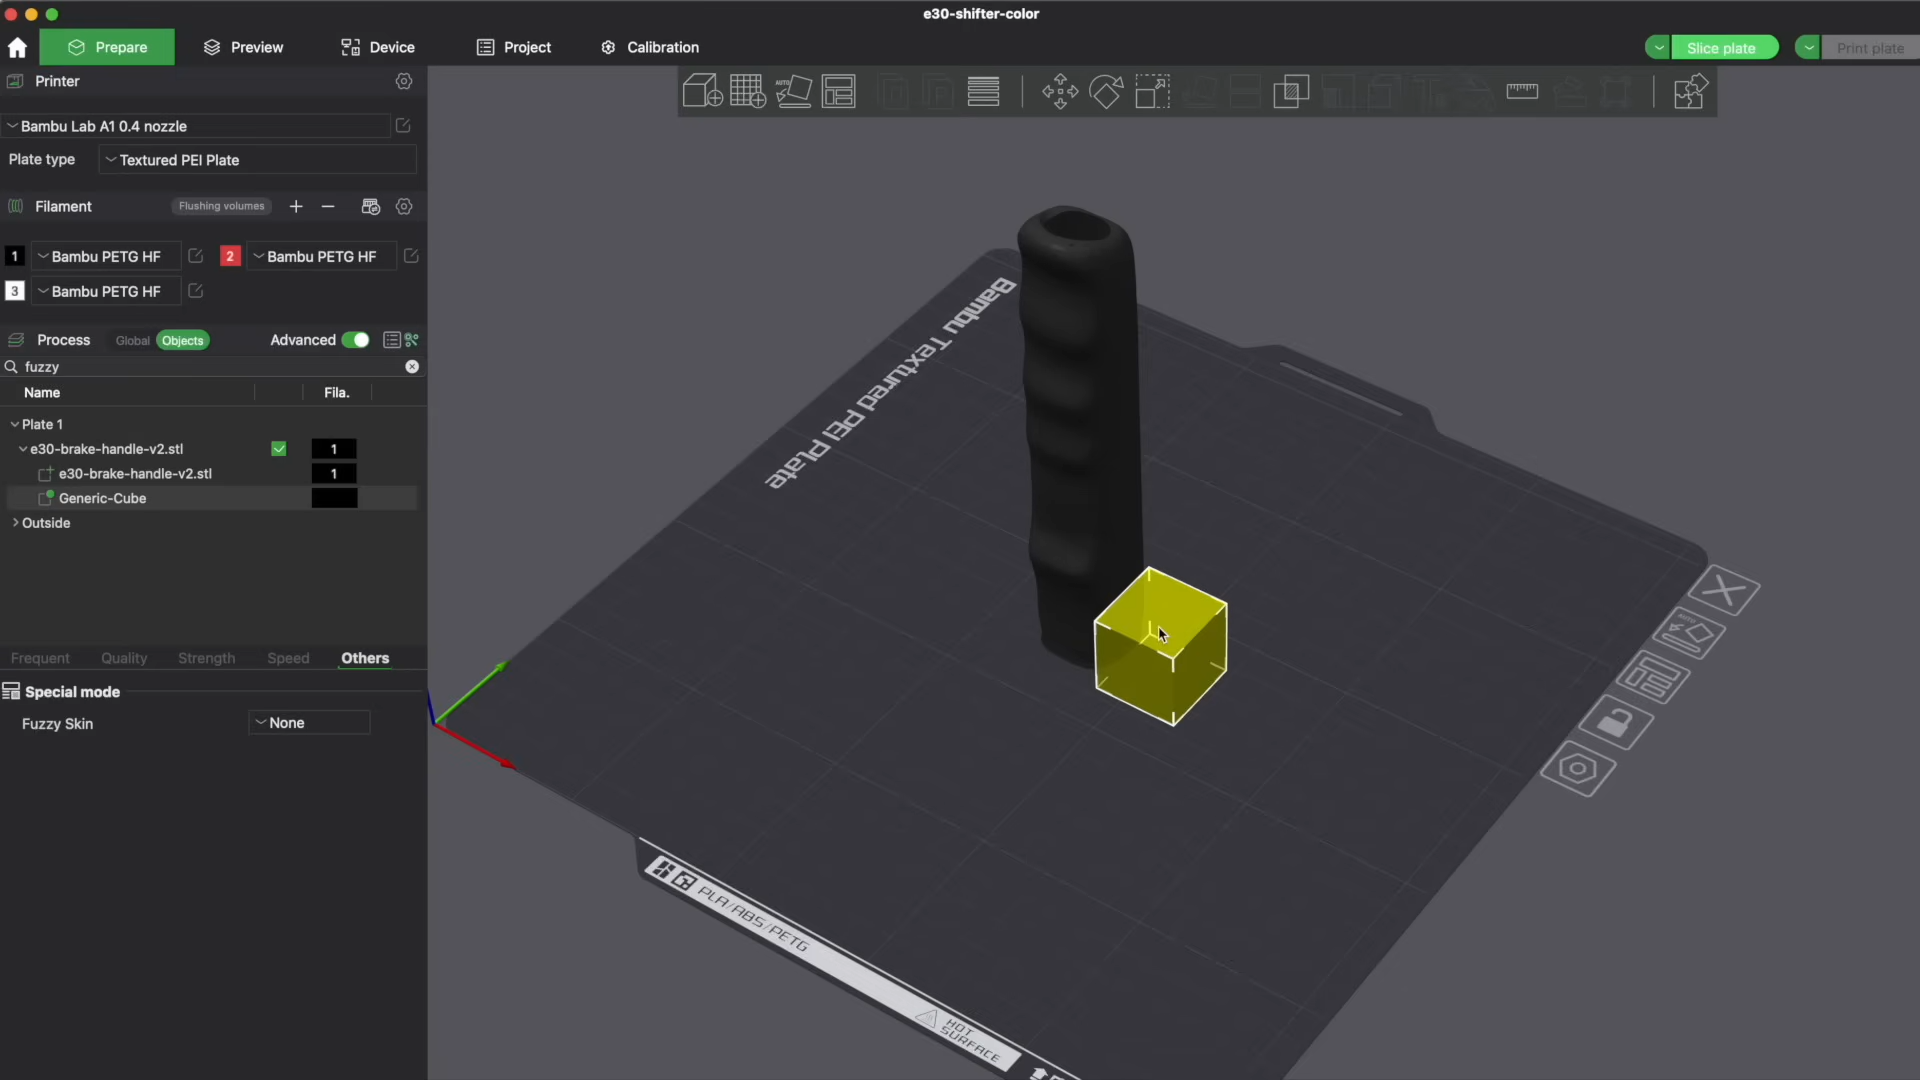 e30-shifter-color
Prepare
Preview
Device
Project
Calibration
Slice plate
Print plate
Printer
Bambu Lab A1 0.4 nozzle
Plate type
Textured PEI Plate
Filament
Flushing volumes
1
Bambu PETG HF
2
Bambu PETG HF
3
Bambu PETG HF
Process
Global
Objects
Advanced
fuzzy
Name
Fila.
Plate 1
e30-brake-handle-v2.stl
1
e30-brake-handle-v2.stl
1
Generic-Cube
Outside
Frequent
Quality
Strength
Speed
Others
Special mode
Fuzzy Skin
None
AUTO
Bambu Textured PEI Plate
AUTO
PLA/ABS/PETG
HOT
SURFACE